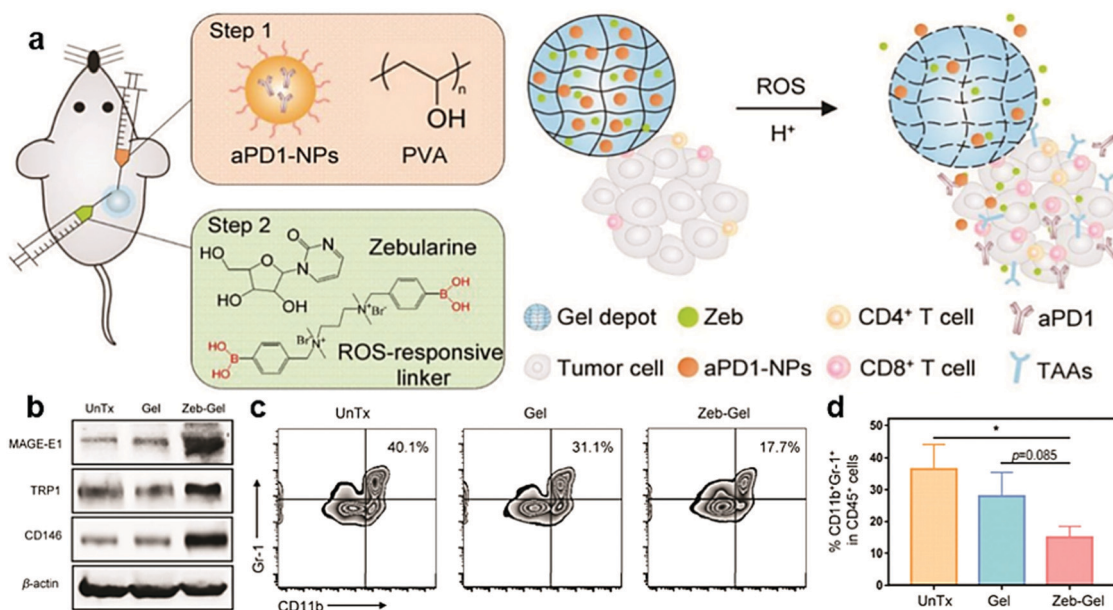 a
Step 1
aPD1-NPs
PVA
OH
n
Step 2
Zebularine
HO
O
N
N
O
HO
OH
OH
B
OH
N⁺
Br⁻
Br⁻
N⁺
HO
B
HO
ROS-responsive
linker
ROS
H⁺
Gel depot
Zeb
CD4⁺ T cell
aPD1
Tumor cell
aPD1-NPs
CD8⁺ T cell
TAAs
b
UnTx
Gel
Zeb-Gel
MAGE-E1
TRP1
CD146
β-actin
c
UnTx
Gel
Zeb-Gel
40.1%
31.1%
17.7%
Gr-1
CD11b
d
*
p=0.085
% CD11b⁺Gr-1⁺
in CD45⁺ cells
50
40
30
20
10
0
UnTx
Gel
Zeb-Gel